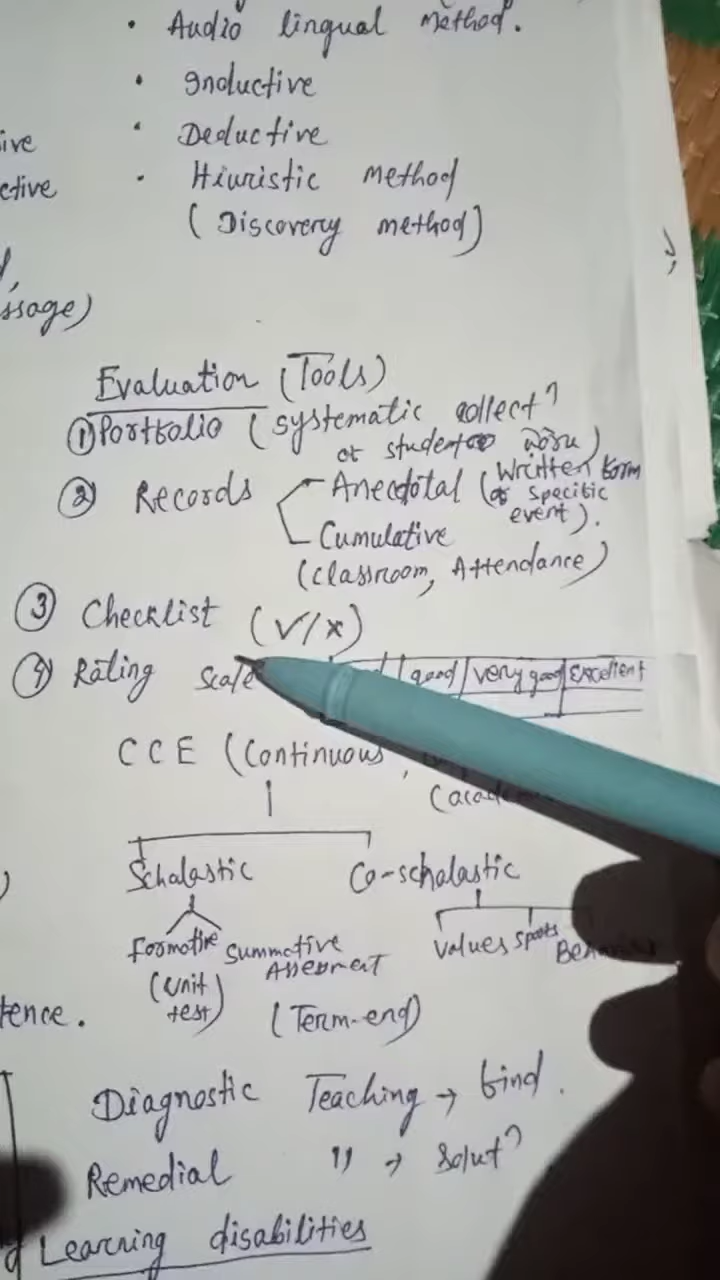 • Audio lingual method.
• Inductive
ive • Deductive
ctive • Hiuristic method
(Discovery method)
ssage)
Evaluation (Tools)
① Portfolio (systematic collectⁿ
of student work)
② Records Anecdotal (Written form
of specific
event).
Cumulative
(Classroom, Attendance)
③ Checklist (✓/×)
④ Rating Scale good very good Excellent
CCE (Continuous,
Scholastic Co-scholastic
Formative Summative Values Sports
Assesment
(Unit
test) (Term-end)
tence.
Diagnostic Teaching → find.
Remedial " → Solutⁿ
Learning disabilities